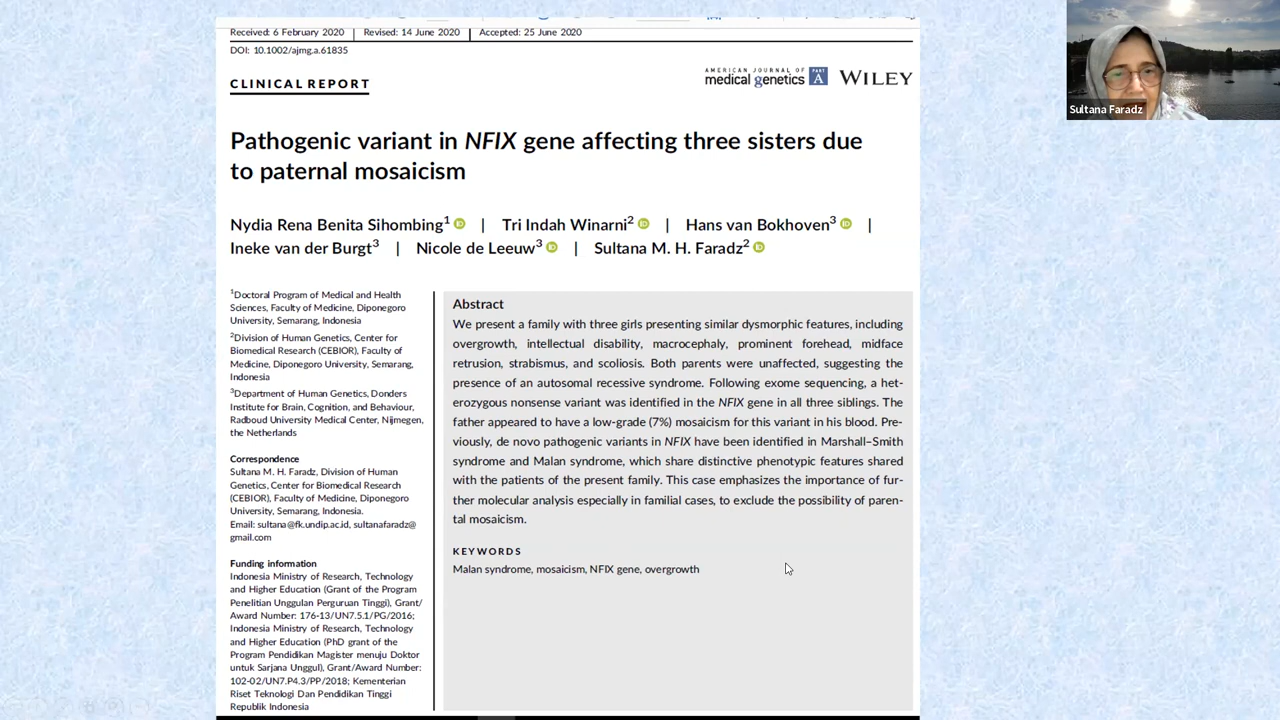 Received: 6 February 2020 | Revised: 14 June 2020 | Accepted: 25 June 2020
DOI: 10.1002/ajmg.a.61835
CLINICAL REPORT
AMERICAN JOURNAL OF PART
medical genetics A WILEY
Pathogenic variant in NFIX gene affecting three sisters due
to paternal mosaicism
Nydia Rena Benita Sihombing1 | Tri Indah Winarni2 | Hans van Bokhoven3 |
Ineke van der Burgt3 | Nicole de Leeuw3 | Sultana M. H. Faradz2
1Doctoral Program of Medical and Health
Sciences, Faculty of Medicine, Diponegoro
University, Semarang, Indonesia
2Division of Human Genetics, Center for
Biomedical Research (CEBIOR), Faculty of
Medicine, Diponegoro University, Semarang,
Indonesia
3Department of Human Genetics, Donders
Institute for Brain, Cognition, and Behaviour,
Radboud University Medical Center, Nijmegen,
the Netherlands
Correspondence
Sultana M. H. Faradz, Division of Human
Genetics, Center for Biomedical Research
(CEBIOR), Faculty of Medicine, Diponegoro
University, Semarang, Indonesia.
Email: sultana@fk.undip.ac.id, sultanafaradz@
gmail.com
Funding information
Indonesia Ministry of Research, Technology
and Higher Education (Grant of the Program
Penelitian Unggulan Perguruan Tinggi), Grant/
Award Number: 176-13/UN7.5.1/PG/2016;
Indonesia Ministry of Research, Technology
and Higher Education (PhD grant of the
Program Pendidikan Magister menuju Doktor
untuk Sarjana Unggul), Grant/Award Number:
102-02/UN7.P4.3/PP/2018; Kementerian
Riset Teknologi Dan Pendidikan Tinggi
Republik Indonesia
Abstract
We present a family with three girls presenting similar dysmorphic features, including
overgrowth, intellectual disability, macrocephaly, prominent forehead, midface
retrusion, strabismus, and scoliosis. Both parents were unaffected, suggesting the
presence of an autosomal recessive syndrome. Following exome sequencing, a het-
erozygous nonsense variant was identified in the NFIX gene in all three siblings. The
father appeared to have a low-grade (7%) mosaicism for this variant in his blood. Pre-
viously, de novo pathogenic variants in NFIX have been identified in Marshall–Smith
syndrome and Malan syndrome, which share distinctive phenotypic features shared
with the patients of the present family. This case emphasizes the importance of fur-
ther molecular analysis especially in familial cases, to exclude the possibility of paren-
tal mosaicism.
KEYWORDS
Malan syndrome, mosaicism, NFIX gene, overgrowth
Sultana Faradz